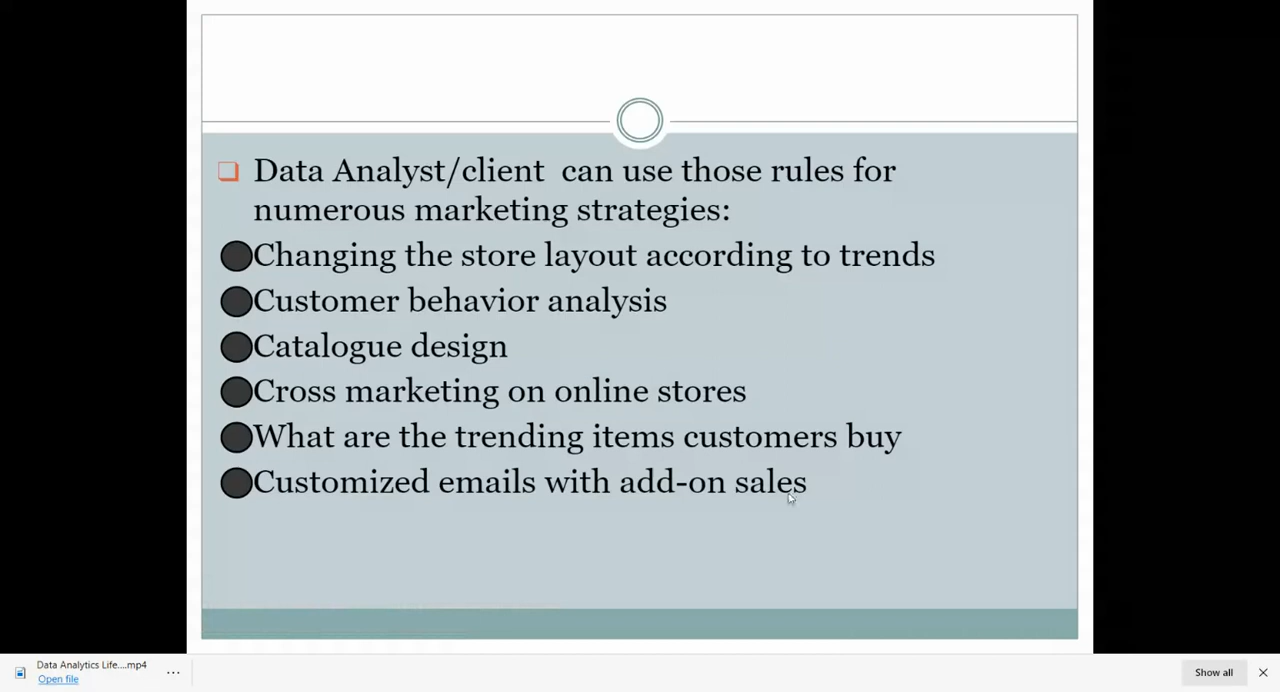 Data Analyst/client can use those rules for
numerous marketing strategies:
Changing the store layout according to trends
Customer behavior analysis
Catalogue design
Cross marketing on online stores
What are the trending items customers buy
Customized emails with add-on sales
Data Analytics Life....mp4
Open file
Show all